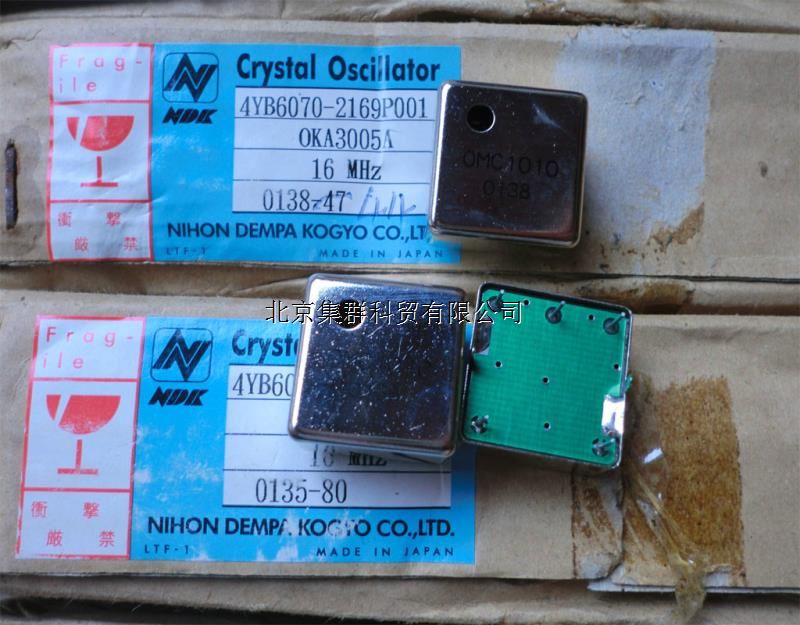 Frag-
ile
衝撃
厳禁
NDK
Crystal Oscillator
4YB6070-2169P001
OKA3005A
16 MHz
0138-47
NIHON DEMPA KOGYO CO.,LT
LTF-1
MADE IN JAPAN
OMC1010
0138
北京集群科贸有限公司
Frag-
ile
衝撃
厳禁
NDK
Crystal
4YB60
MHz
0135-80
NIHON DEMPA KOGYO CO.,LTD.
LTF-1
MADE IN JAPAN